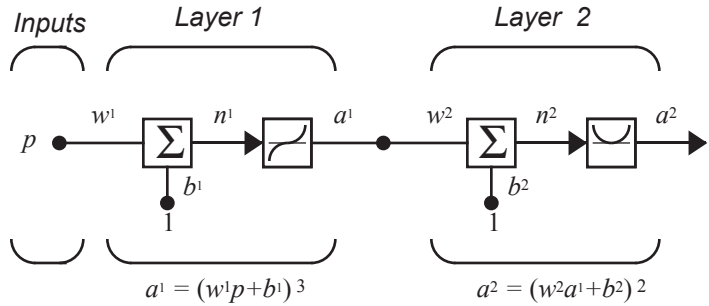 Inputs Layer 1 Layer 2
p w¹ Σ n¹ a¹ w² Σ n² a²
b¹ b²
1 1
a¹ = (w¹p+b¹) ³ a² = (w²a¹+b²) ²